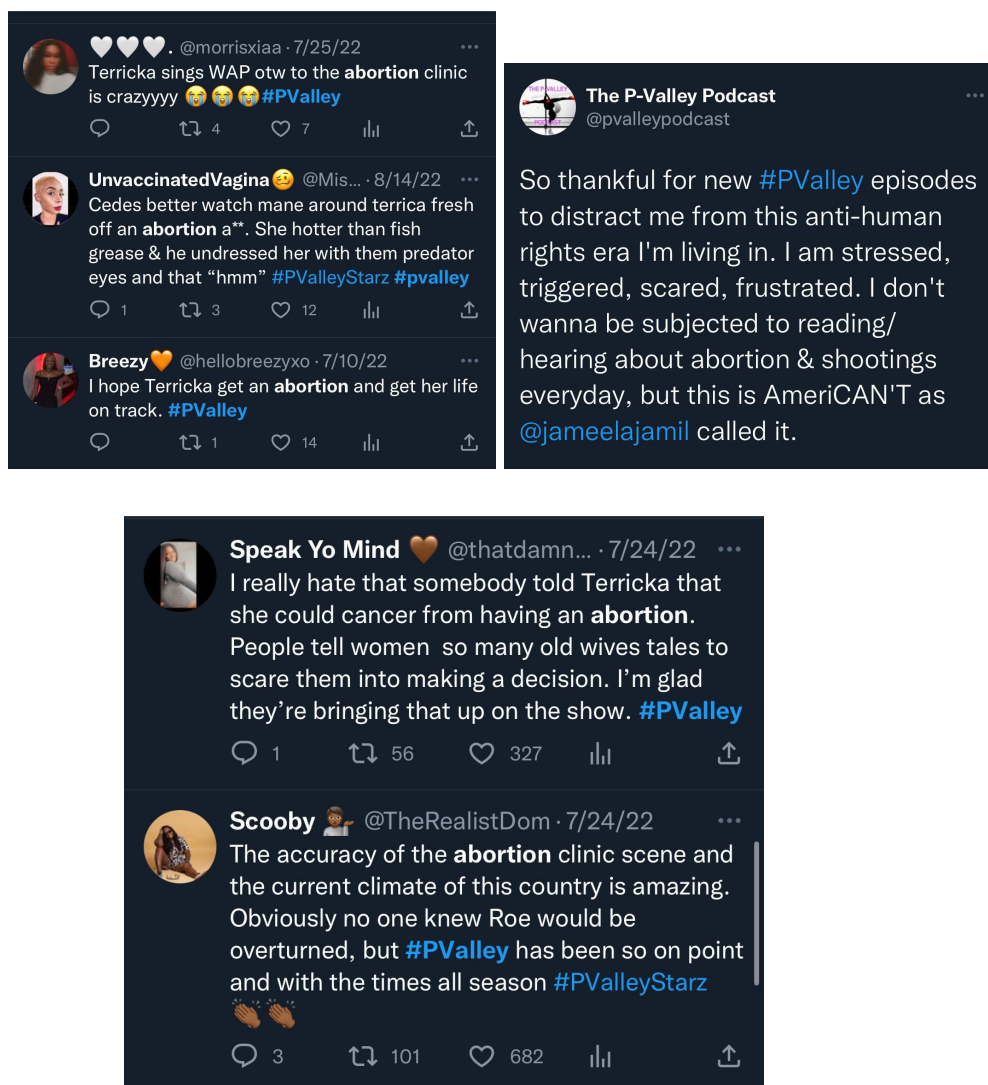 🤍🤍🤍. @morrisxiaa · 7/25/22 ···
Terricka sings WAP otw to the abortion clinic
is crazyyyy 😭😭😭#PValley
4 7
UnvaccinatedVagina🥴 @Mis... · 8/14/22 ···
Cedes better watch mane around terrica fresh
off an abortion a**. She hotter than fish
grease & he undressed her with them predator
eyes and that “hmm” #PValleyStarz #pvalley
1 3 12
Breezy🧡 @hellobreezyxo · 7/10/22 ···
I hope Terricka get an abortion and get her life
on track. #PValley
1 14
THE P-VALLEY
PODCAST
The P-Valley Podcast ···
@pvalleypodcast
So thankful for new #PValley episodes
to distract me from this anti-human
rights era I'm living in. I am stressed,
triggered, scared, frustrated. I don't
wanna be subjected to reading/
hearing about abortion & shootings
everyday, but this is AmeriCAN'T as
@jameelajamil called it.
Speak Yo Mind 🤎 @thatdamn... · 7/24/22 ···
I really hate that somebody told Terricka that
she could cancer from having an abortion.
People tell women  so many old wives tales to
scare them into making a decision. I’m glad
they’re bringing that up on the show. #PValley
1 56 327
Scooby 💁🏾 @TheRealistDom · 7/24/22 ···
The accuracy of the abortion clinic scene and
the current climate of this country is amazing.
Obviously no one knew Roe would be
overturned, but #PValley has been so on point
and with the times all season #PValleyStarz
👏🏾👏🏾
3 101 682